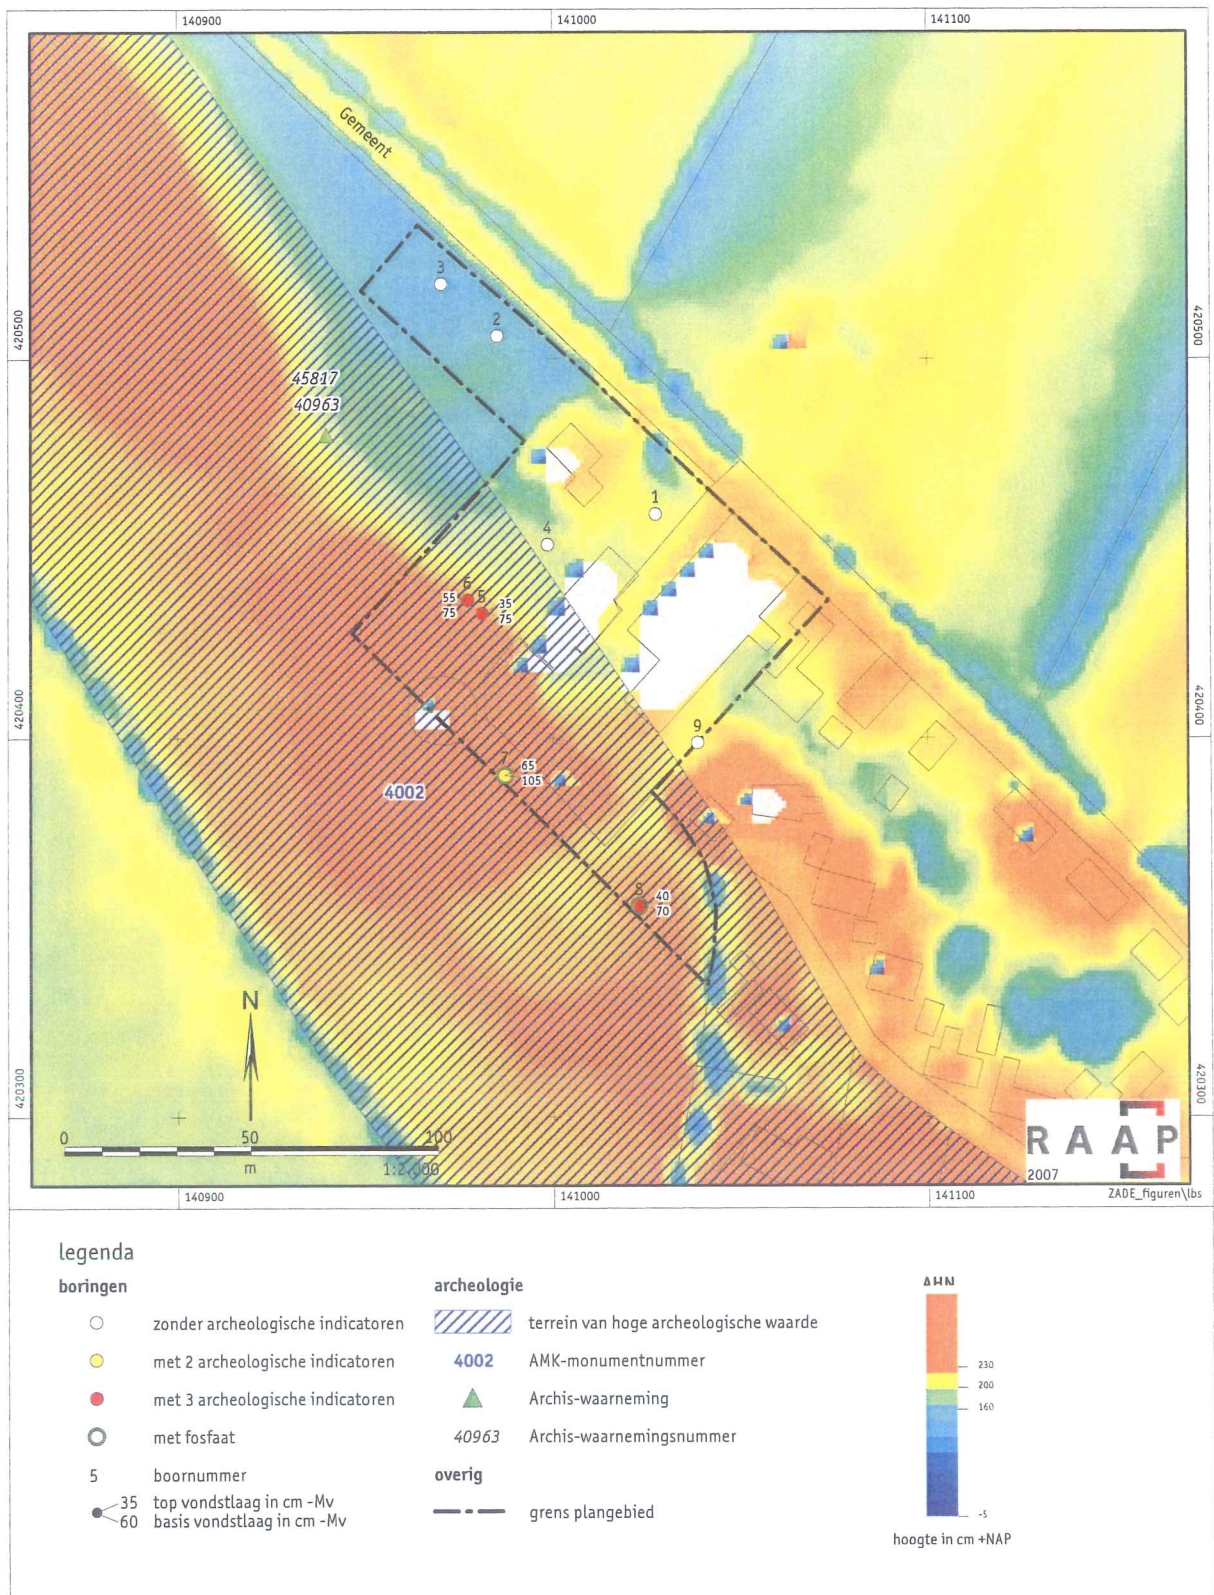 140900
141000
141100
Gemeent
3
2
420500
420500
45817
40963
1
4
6
5
55
75
35
75
420400
420400
9
7
65
105
4002
8
40
70
N
420300
420300
0
50
100
m
1:2.000
RAAP
2007
140900
141000
141100
ZADE_figuren\lbs
legenda
boringen
zonder archeologische indicatoren
met 2 archeologische indicatoren
met 3 archeologische indicatoren
met fosfaat
5 boornummer
35 top vondstlaag in cm -Mv
60 basis vondstlaag in cm -Mv
archeologie
terrein van hoge archeologische waarde
4002 AMK-monumentnummer
Archis-waarneming
40963 Archis-waarnemingsnummer
overig
grens plangebied
AHN
230
200
160
-5
hoogte in cm +NAP